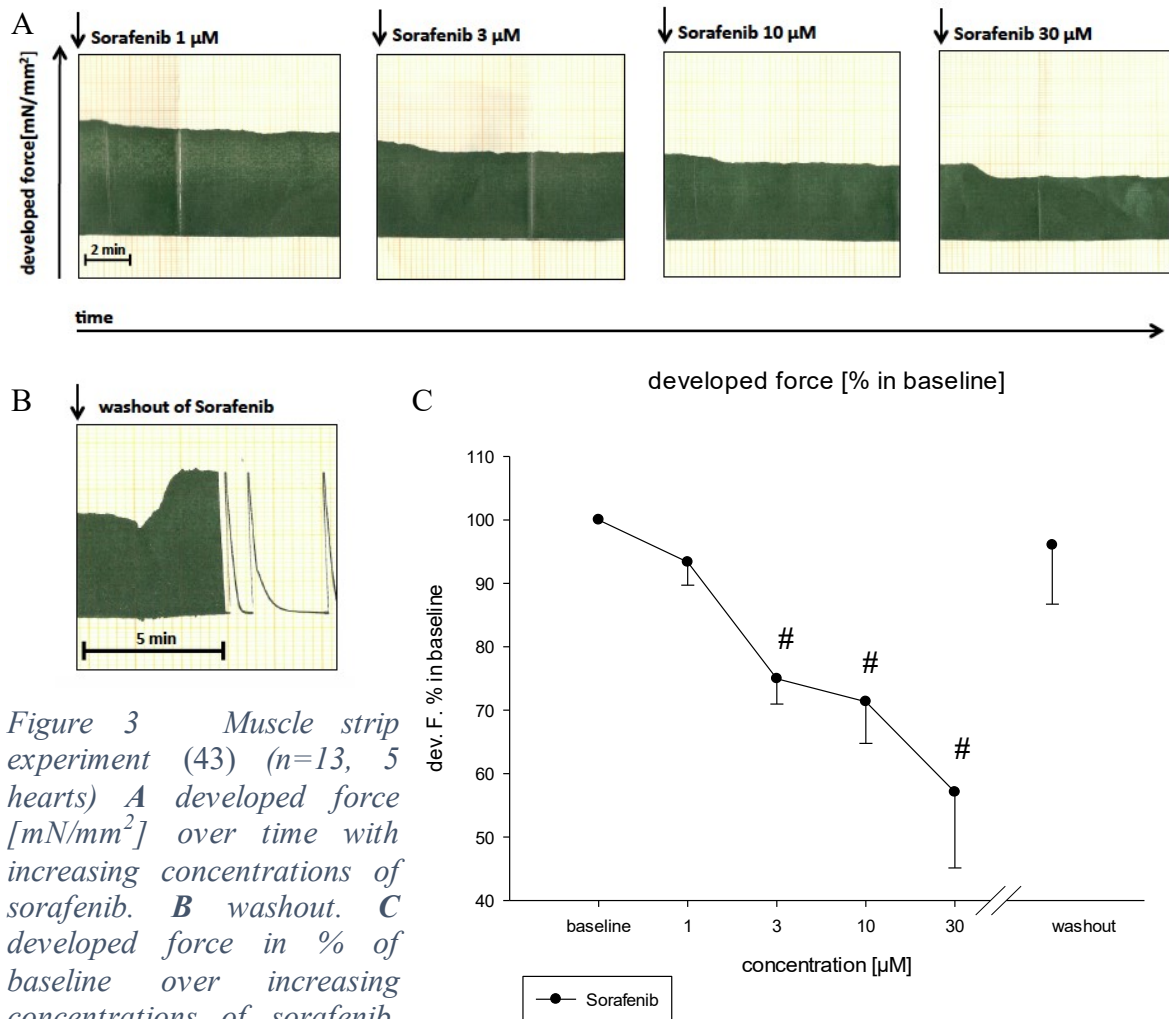 A
Sorafenib 1 µM
Sorafenib 3 µM
Sorafenib 10 µM
Sorafenib 30 µM
developed force[mN/mm²]
2 min
time
B
washout of Sorafenib
5 min
Figure 3 Muscle strip
experiment (43) (n=13, 5
hearts) A developed force
[mN/mm²] over time with
increasing concentrations of
sorafenib. B washout. C
developed force in % of
baseline over increasing
concentrations of sorafenib.
C
developed force [% in baseline]
dev. F. % in baseline
110
100
90
80
70
60
50
40
#
#
#
baseline
1
3
10
30
washout
concentration [µM]
Sorafenib